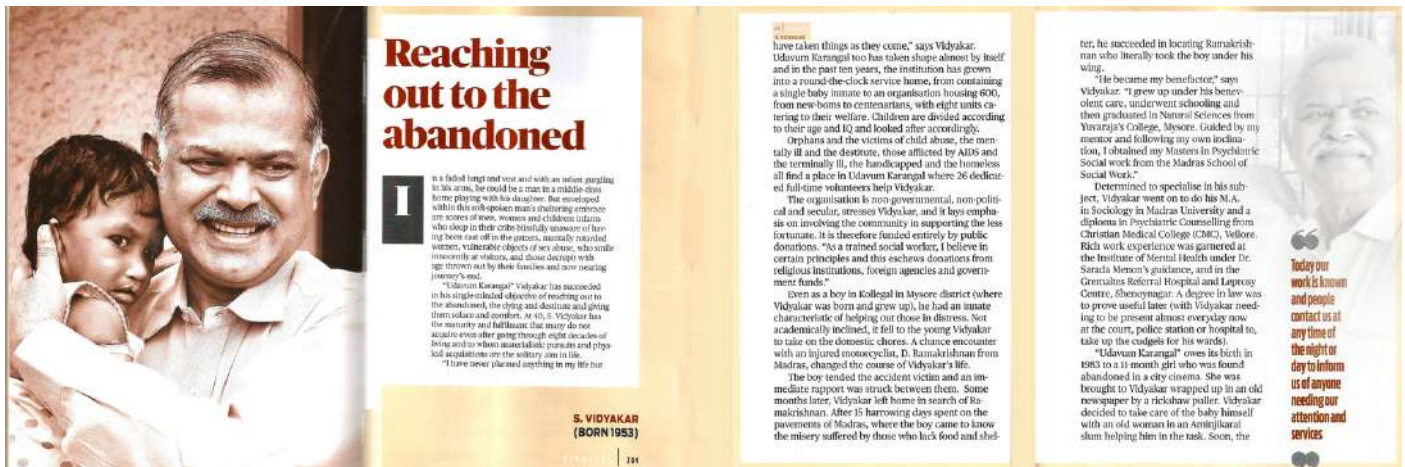 Reaching
out to the
abandoned
In a faded lungi and vest and with an infant gurgling
in his arms, he could be a man in a middle-class
home playing with his daughter. But enveloped
within this soft-spoken man's sheltering embrace
are scores of men, women and children: infants
who sleep in their cribs blissfully unaware of hav-
ing been cast off in the gutters, mentally retarded
women, vulnerable objects of sex abuse, who smile
innocently at visitors, and those decrepit with
age thrown out by their families and now nearing
journey's end.
"Udavum Karangal" Vidyakar has succeeded
in his single-minded objective of reaching out to
the abandoned, the dying and destitute and giving
them solace and comfort. At 40, S. Vidyakar has
the maturity and fulfilment that many do not
acquire even after going through eight decades of
living and to whom materialistic pursuits and phys-
ical acquisitions are the solitary aim in life.
"I have never planned anything in my life but
S. VIDYAKAR
(BORN 1953)
S. VIDYAKAR
have taken things as they come," says Vidyakar.
Udavum Karangal too has taken shape almost by itself
and in the past ten years, the institution has grown
into a round-the-clock service home, from containing
a single baby inmate to an organisation housing 600,
from new-borns to centenarians, with eight units ca-
tering to their welfare. Children are divided according
to their age and IQ and looked after accordingly.
Orphans and the victims of child abuse, the men-
tally ill and the destitute, those afflicted by AIDS and
the terminally ill, the handicapped and the homeless
all find a place in Udavum Karangal where 26 dedicat-
ed full-time volunteers help Vidyakar.
The organisation is non-governmental, non-politi-
cal and secular, stresses Vidyakar, and it lays empha-
sis on involving the community in supporting the less
fortunate. It is therefore funded entirely by public
donations. "As a trained social worker, I believe in
certain principles and this eschews donations from
religious institutions, foreign agencies and govern-
ment funds."
Even as a boy in Kollegal in Mysore district (where
Vidyakar was born and grew up), he had an innate
characteristic of helping out those in distress. Not
academically inclined, it fell to the young Vidyakar
to take on the domestic chores. A chance encounter
with an injured motorcyclist, D. Ramakrishnan from
Madras, changed the course of Vidyakar's life.
The boy tended the accident victim and an im-
mediate rapport was struck between them. Some
months later, Vidyakar left home in search of Ra-
makrishnan. After 15 harrowing days spent on the
pavements of Madras, where the boy came to know
the misery suffered by those who lack food and shel-
ter, he succeeded in locating Ramakrish-
nan who literally took the boy under his
wing.
"He became my benefactor," says
Vidyakar. "I grew up under his benev-
olent care, underwent schooling and
then graduated in Natural Sciences from
Yuvaraja's College, Mysore. Guided by my
mentor and following my own inclina-
tion, I obtained my Masters in Psychiatric
Social work from the Madras School of
Social Work."
Determined to specialise in his sub-
ject, Vidyakar went on to do his M.A.
in Sociology in Madras University and a
diploma in Psychiatric Counselling from
Christian Medical College (CMC), Vellore.
Rich work experience was garnered at
the Institute of Mental Health under Dr.
Sarada Menon's guidance, and in the
Gremaltes Referral Hospital and Leprosy
Centre, Shenoynagar. A degree in law was
to prove useful later (with Vidyakar need-
ing to be present almost everyday now
at the court, police station or hospital to,
take up the cudgels for his wards).
"Udavum Karangal" owes its birth in
1983 to a 11-month girl who was found
abandoned in a city cinema. She was
brought to Vidyakar wrapped up in an old
newspaper by a rickshaw puller. Vidyakar
decided to take care of the baby himself
with an old woman in an Aminjikarai
slum helping him in the task. Soon, the
Today our
work is known
and people
contact us at
any time of
the night or
day to inform
us of anyone
needing our
attention and
services